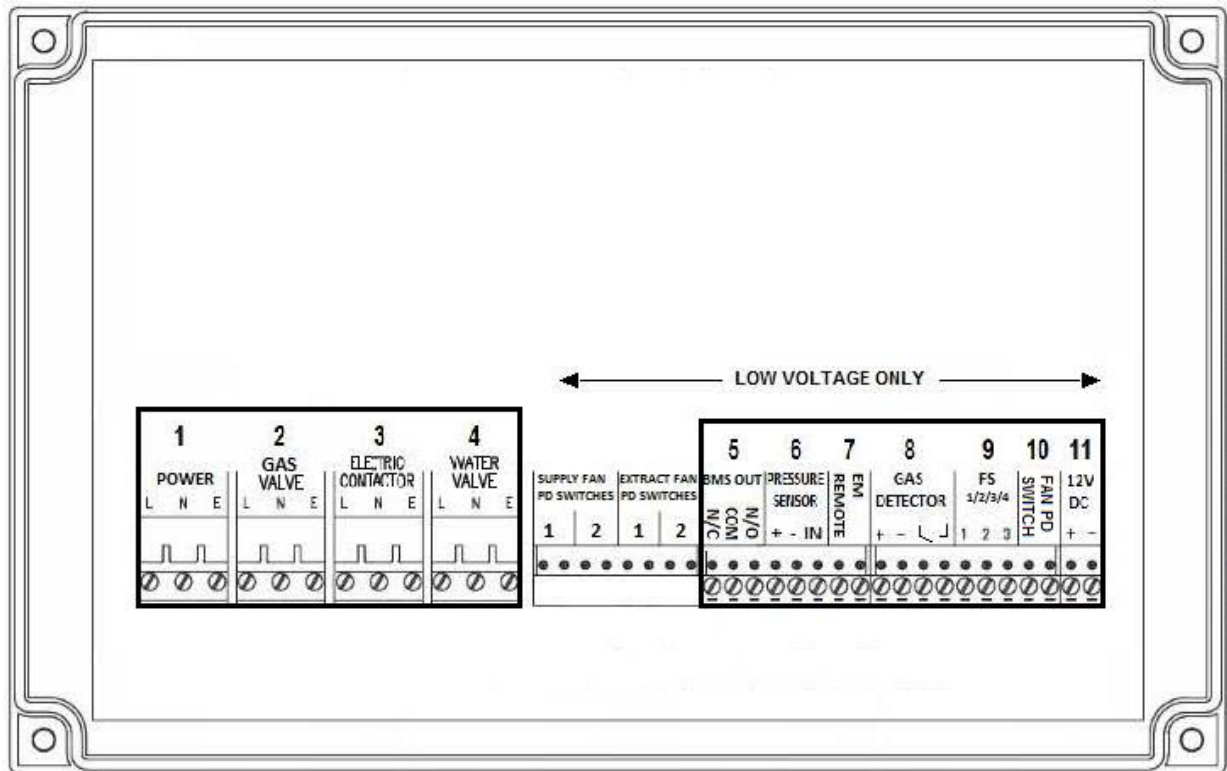 LOW VOLTAGE ONLY
1 2 3 4
POWER
GAS
VALVE
ELECTRIC
CONTACTOR
WATER
VALVE
L N E L N E L N E L N E
SUPPLY FAN
PD SWITCHES
1 2
EXTRACT FAN
PD SWITCHES
1 2
5 6 7 8 9 10 11
BMS OUT
N/C COM N/O
PRESSURE
SENSOR
+ - IN
EM
REMOTE
GAS
DETECTOR
+ -
FS
1/2/3/4
1 2 3
FAN PD
SWITCH
12V
DC
+ -